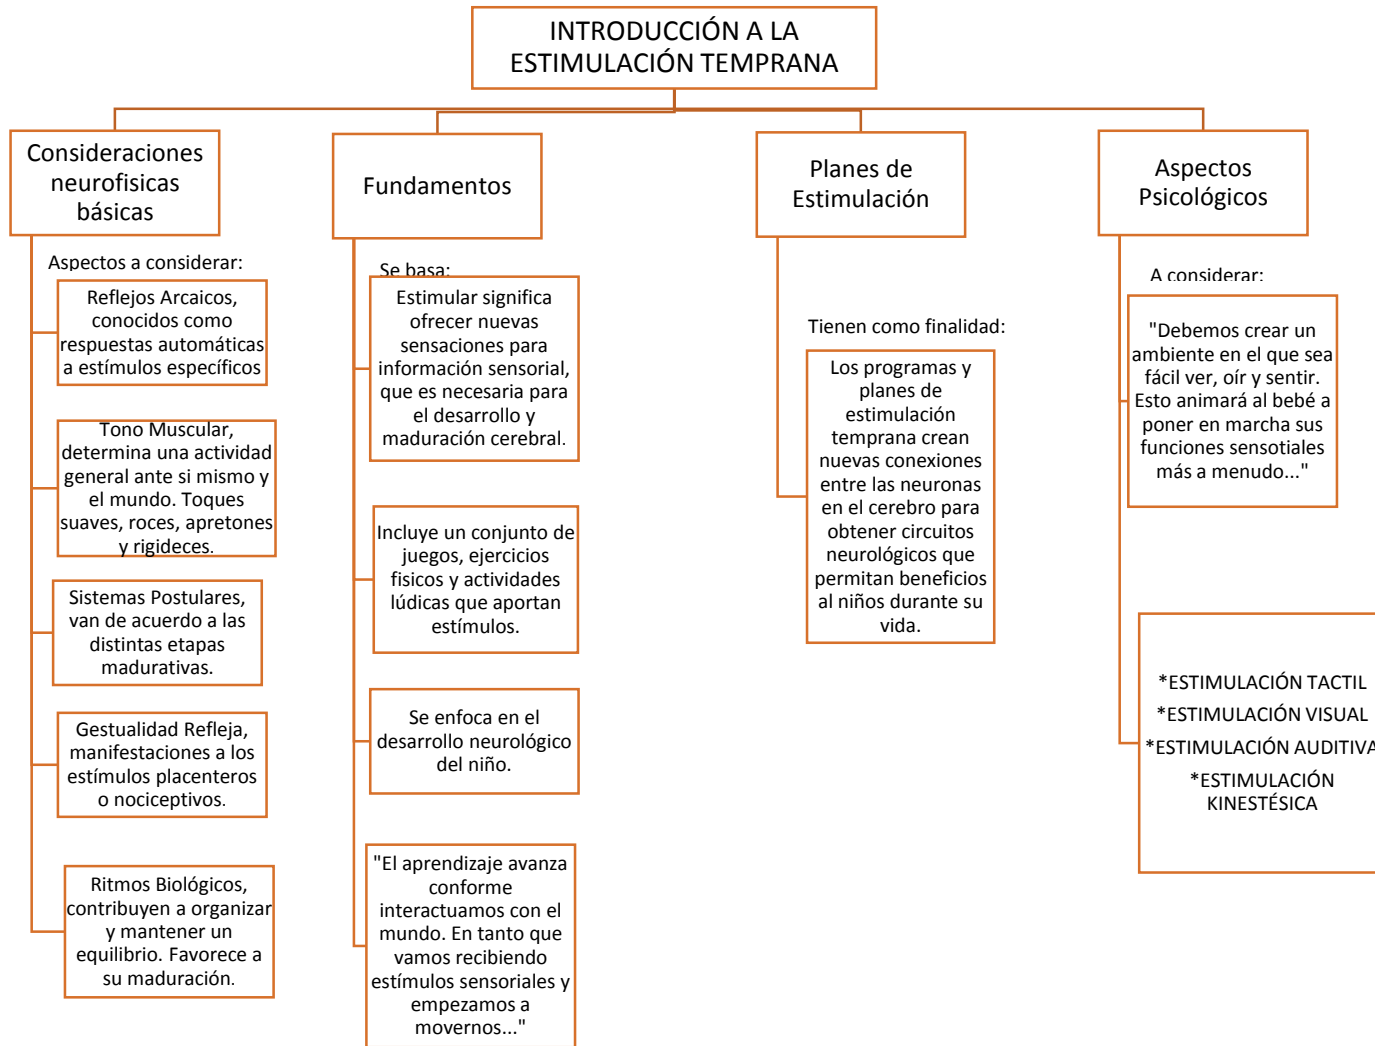 INTRODUCCIÓN A LA
ESTIMULACIÓN TEMPRANA
Consideraciones
neurofisicas
básicas
Aspectos a considerar:
Reflejos Arcaicos,
conocidos como
respuestas automáticas
a estímulos específicos
Tono Muscular,
determina una actividad
general ante si mismo y
el mundo. Toques
suaves, roces, apretones
y rigideces.
Sistemas Postulares,
van de acuerdo a las
distintas etapas
madurativas.
Gestualidad Refleja,
manifestaciones a los
estímulos placenteros
o nociceptivos.
Ritmos Biológicos,
contribuyen a organizar
y mantener un
equilibrio. Favorece a
su maduración.
Fundamentos
Se basa:
Estimular significa
ofrecer nuevas
sensaciones para
información sensorial,
que es necesaria para
el desarrollo y
maduración cerebral.
Incluye un conjunto de
juegos, ejercicios
fisicos y actividades
lúdicas que aportan
estímulos.
Se enfoca en el
desarrollo neurológico
del niño.
"El aprendizaje avanza
conforme
interactuamos con el
mundo. En tanto que
vamos recibiendo
estímulos sensoriales y
empezamos a
movernos..."
Planes de
Estimulación
Tienen como finalidad:
Los programas y
planes de
estimulación
temprana crean
nuevas conexiones
entre las neuronas
en el cerebro para
obtener circuitos
neurológicos que
permitan beneficios
al niños durante su
vida.
Aspectos
Psicológicos
A considerar:
"Debemos crear un
ambiente en el que sea
fácil ver, oír y sentir.
Esto animará al bebé a
poner en marcha sus
funciones sensotiales
más a menudo..."
*ESTIMULACIÓN TACTIL
*ESTIMULACIÓN VISUAL
*ESTIMULACIÓN AUDITIVA
*ESTIMULACIÓN
KINESTÉSICA